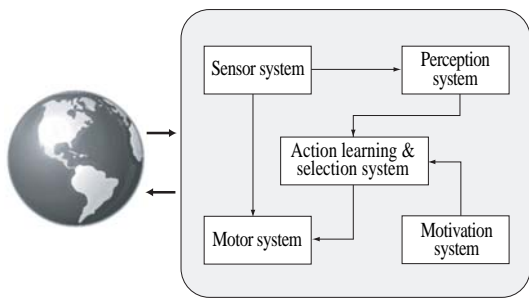 Sensor system
Perception
system
Action learning &
selection system
Motor system
Motivation
system